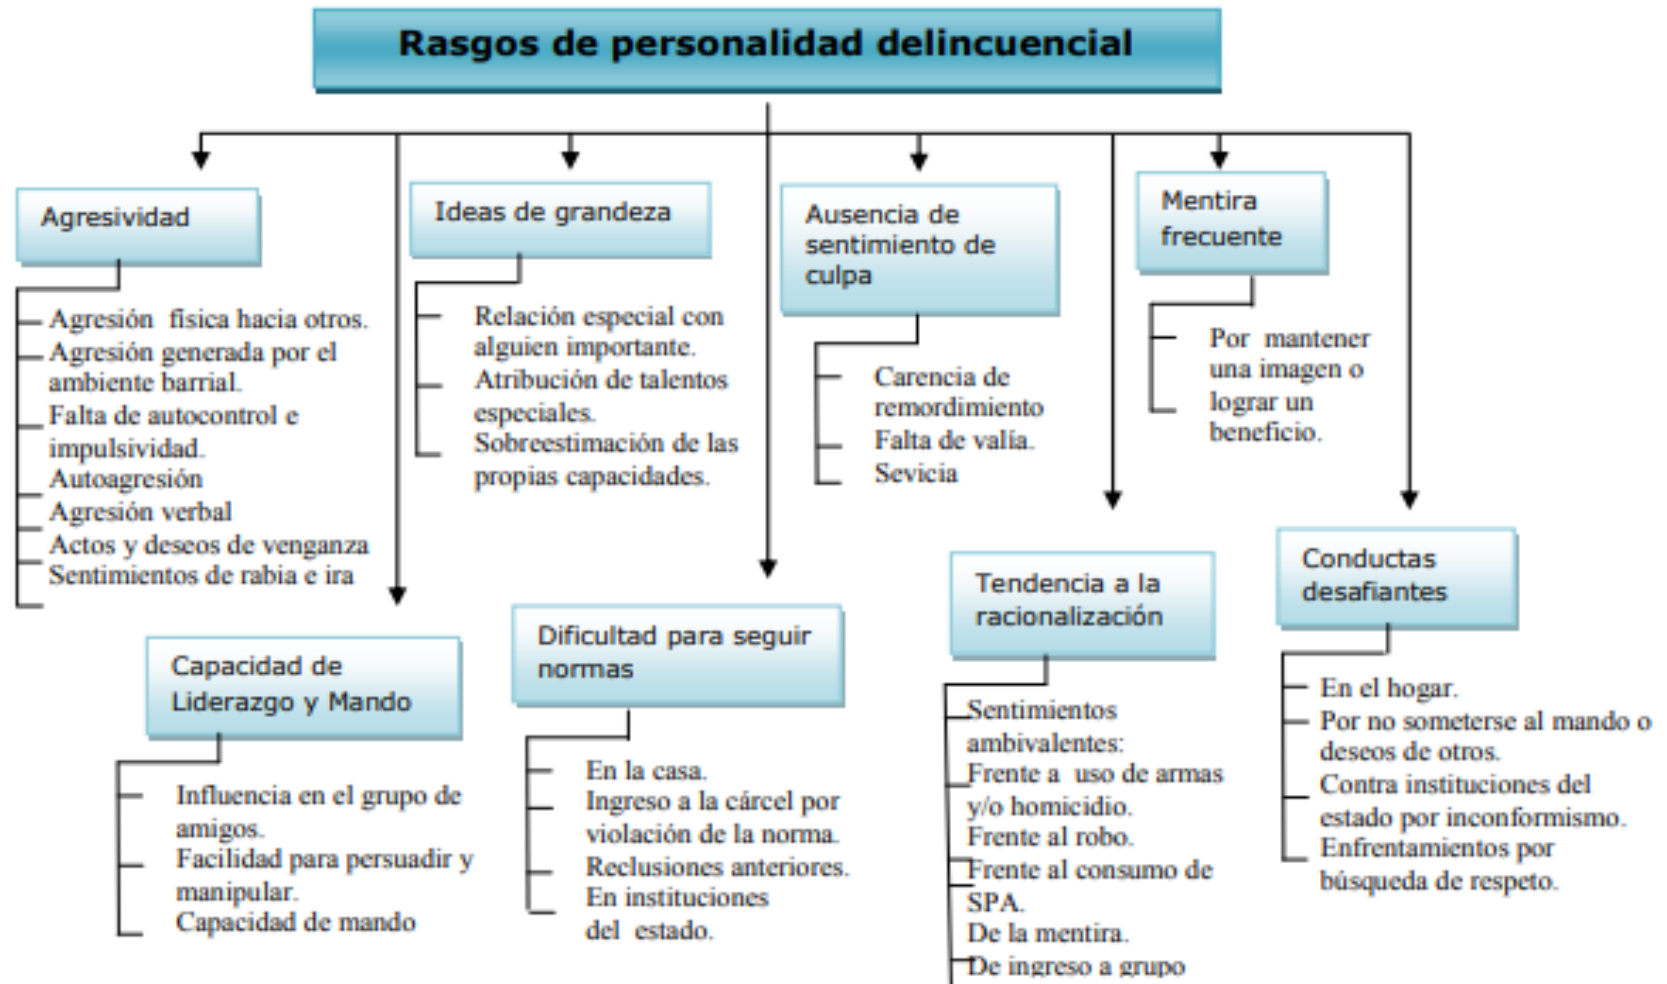 Rasgos de personalidad delincuencial
Agresividad
Agresión física hacia otros.
Agresión generada por el
ambiente barrial.
Falta de autocontrol e
impulsividad.
Autoagresión
Agresión verbal
Actos y deseos de venganza
Sentimientos de rabia e ira
Ideas de grandeza
Relación especial con
alguien importante.
Atribución de talentos
especiales.
Sobreestimación de las
propias capacidades.
Ausencia de
sentimiento de
culpa
Carencia de
remordimiento
Falta de valía.
Sevicia
Mentira
frecuente
Por mantener
una imagen o
lograr un
beneficio.
Capacidad de
Liderazgo y Mando
Influencia en el grupo de
amigos.
Facilidad para persuadir y
manipular.
Capacidad de mando
Dificultad para seguir
normas
En la casa.
Ingreso a la cárcel por
violación de la norma.
Reclusiones anteriores.
En instituciones
del estado.
Tendencia a la
racionalización
Sentimientos
ambivalentes:
Frente a uso de armas
y/o homicidio.
Frente al robo.
Frente al consumo de
SPA.
De la mentira.
De ingreso a grupo
Conductas
desafiantes
En el hogar.
Por no someterse al mando o
deseos de otros.
Contra instituciones del
estado por inconformismo.
Enfrentamientos por
búsqueda de respeto.